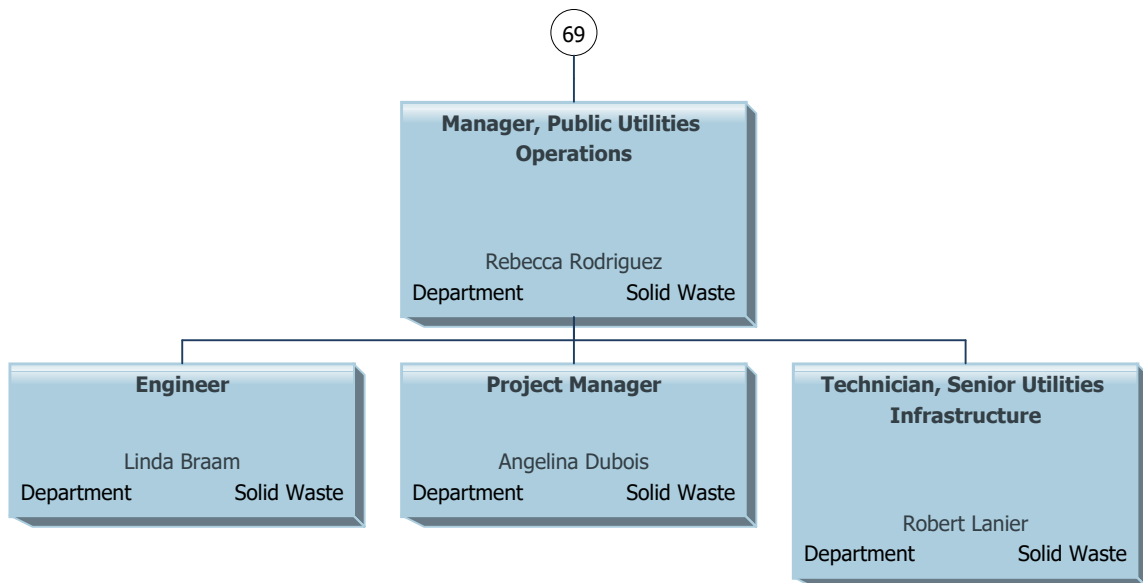 69
Manager, Public Utilities
Operations
Rebecca Rodriguez
Department Solid Waste
Engineer
Linda Braam
Department Solid Waste
Project Manager
Angelina Dubois
Department Solid Waste
Technician, Senior Utilities
Infrastructure
Robert Lanier
Department Solid Waste